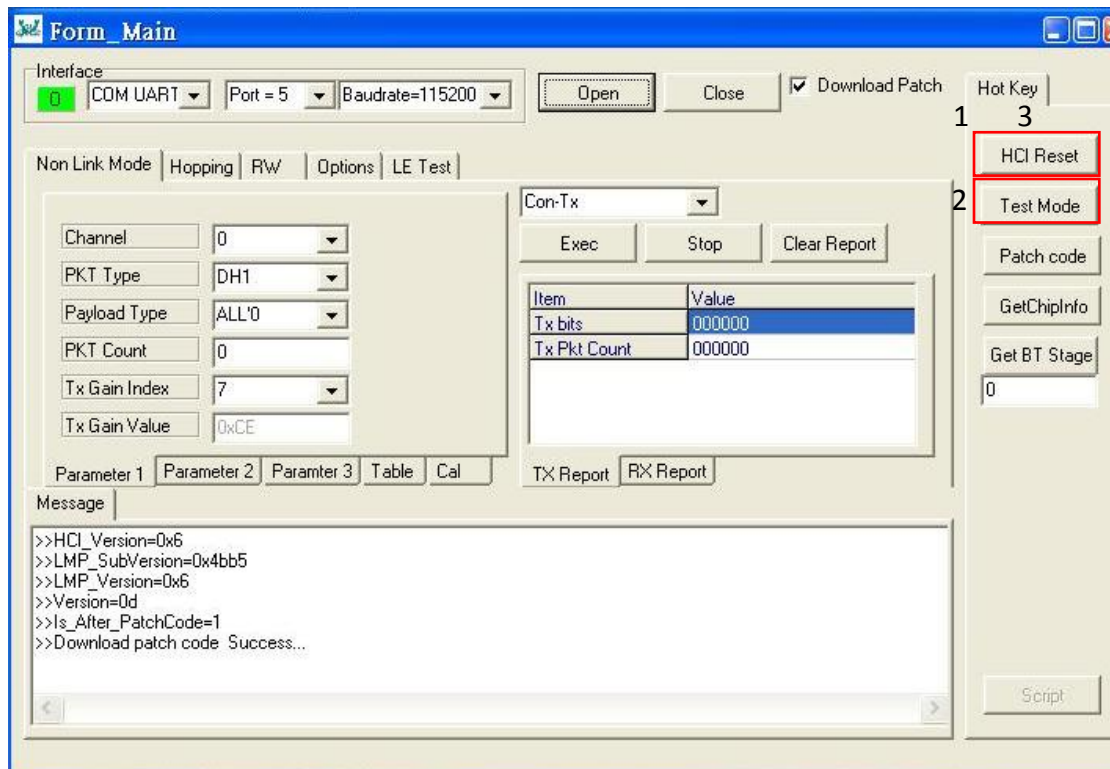 Form_Main
Interface
0 COM UART Port = 5 Baudrate=115200
Open Close Download Patch
Hot Key
1 3
HCI Reset
2 Test Mode
Patch code
GetChipInfo
Get BT Stage
0
Script
Non Link Mode Hopping RW Options LE Test
Channel 0
PKT Type DH1
Payload Type ALL'0
PKT Count 0
Tx Gain Index 7
Tx Gain Value 0xCE
Parameter 1 Parameter 2 Paramter 3 Table Cal
Con-Tx
Exec Stop Clear Report
Item Value
Tx bits 000000
Tx Pkt Count 000000
TX Report RX Report
Message
>>HCI_Version=0x6
>>LMP_SubVersion=0x4bb5
>>LMP_Version=0x6
>>Version=0d
>>Is_After_PatchCode=1
>>Download patch code Success...